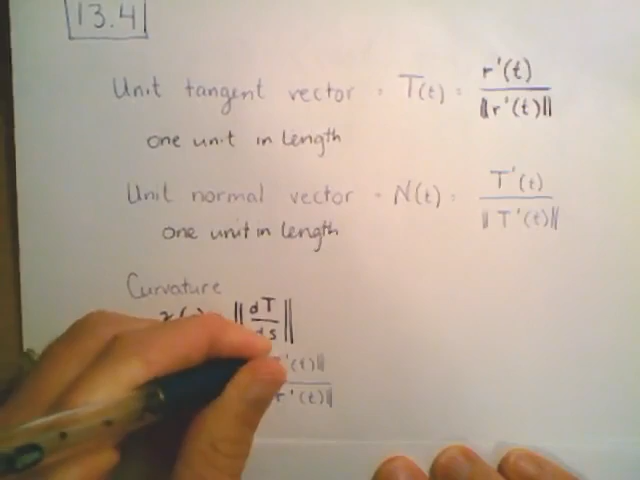 13.4
Unit tangent vector = T(t) = r'(t) / ||r'(t)||
one unit in length
Unit normal vector = N(t) = T'(t) / ||T'(t)||
one unit in length
Curvature
|| dT / ds ||
'(t)||
r'(t)||